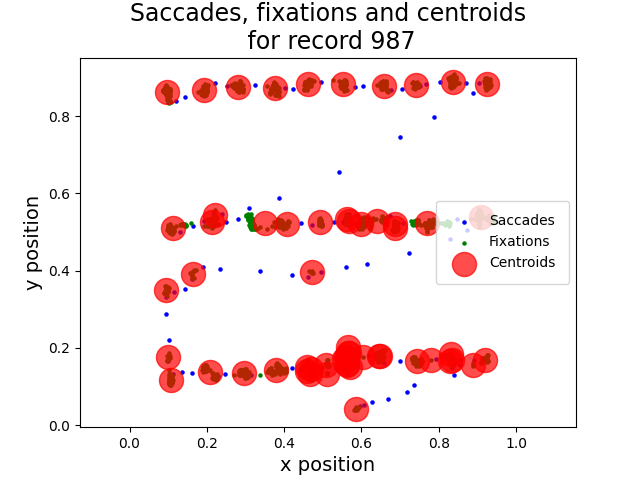 Saccades, fixations and centroids
for record 987
y position
0.8
0.6
0.4
0.2
0.0
Saccades
Fixations
Centroids
0.0 0.2 0.4 0.6 0.8 1.0
x position